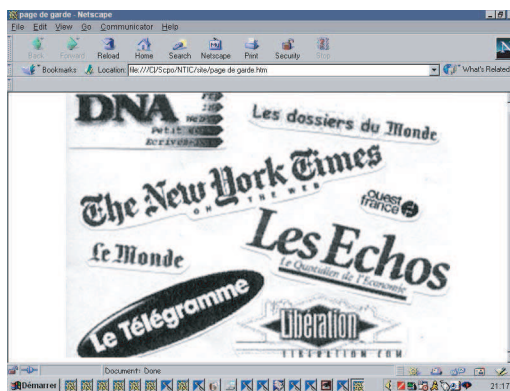 page de garde - Netscape
File Edit View Go Communicator Help
Back Forward Reload Home Search Netscape Print Security Stop
Bookmarks Location: file:///C|/Scpo/NTIC/site/page de garde.htm What's Related
DNA
Les dossiers du Monde
The New York Times
ON THE WEB
ouest
france
Le Monde
Les Echos
Le Quotidien de l'Economie
Le Télégramme
Libération
LIBERATION.COM
Document: Done
Démarrer 21:17